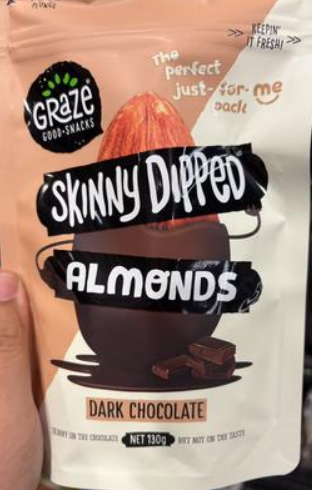 KEEPIN'
IT FRESH!
The
perfect
just-for-me
pack
GRAZE
GOOD-SNACKS
SKINNY DIPPED
ALMONDS
DARK CHOCOLATE
SKINNY ON THE CHOCOLATE NET 130g BUT NOT ON THE TASTE